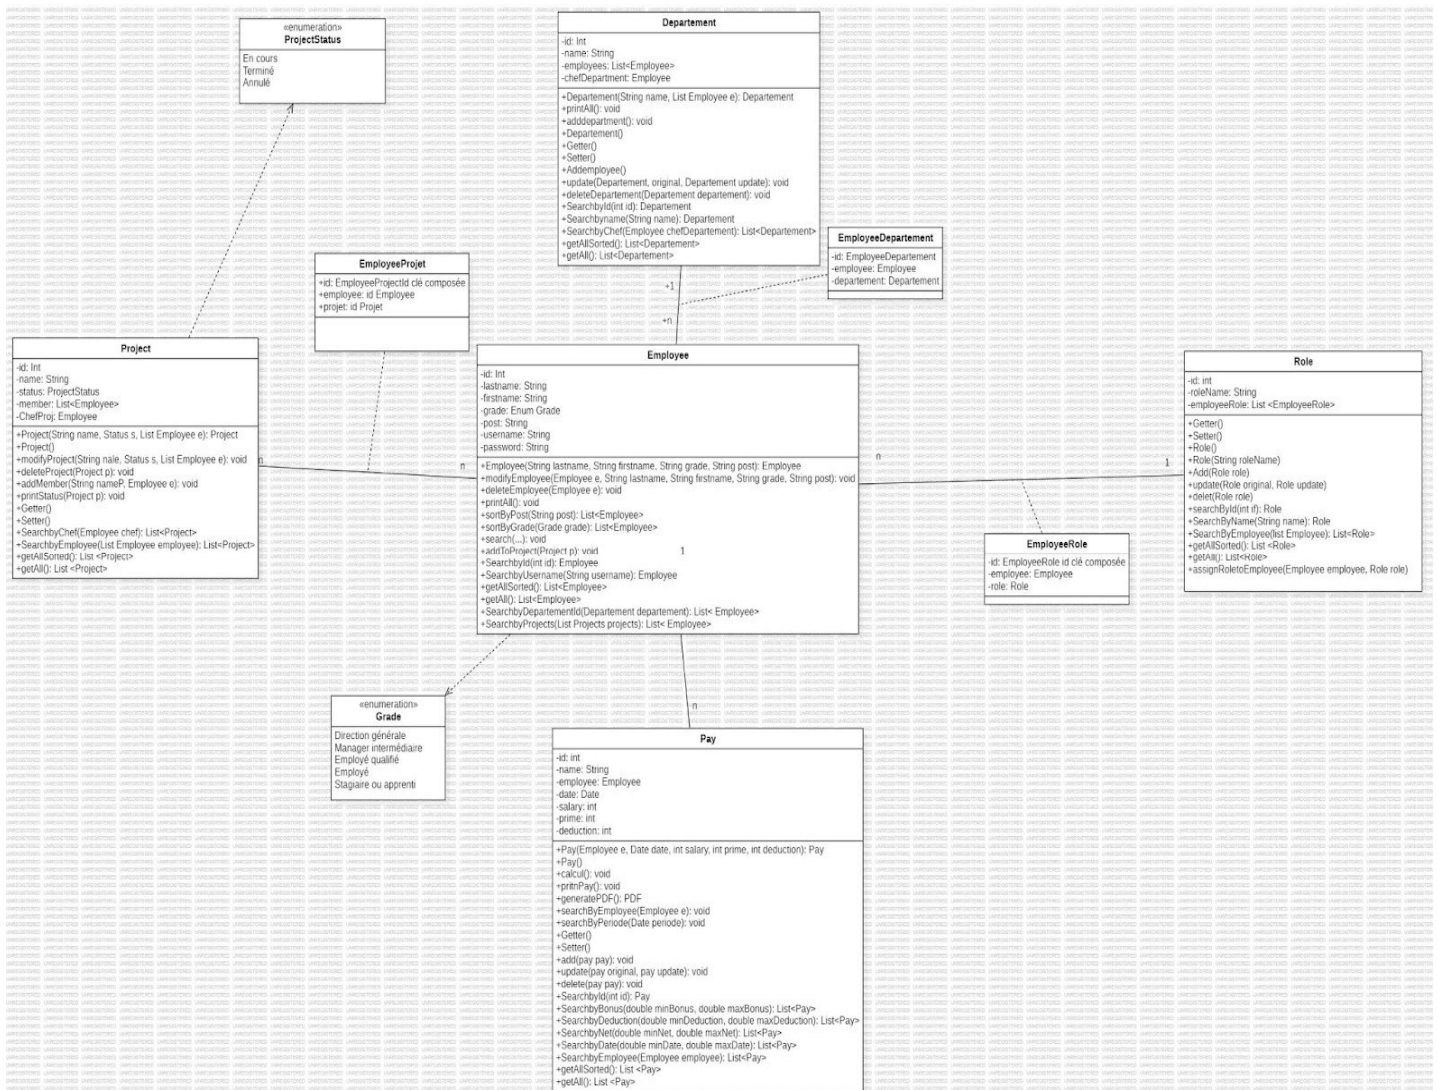 «enumeration»
ProjectStatus
En cours
Terminé
Annulé
Departement
-id: Int
-name: String
-employees: List<Employee>
-chefDepartment: Employee
+Departement(String name, List Employee e): Departement
+printAll(): void
+adddepartment(): void
+Departement()
+Getter()
+Setter()
+Addemployee()
+update(Departement, original, Departement update): void
+deleteDepartement(Departement departement): void
+SearchbyId(int id): Departement
+Searchbyname(String name): Departement
+SearchbyChef(Employee chefDepartement): List<Departement>
+getAllSorted(): List<Departement>
+getAll(): List<Departement>
EmployeeDepartement
-id: EmployeeDepartement
-employee: Employee
-departement: Departement
+1
+n
EmployeeProjet
+id: EmployeeProjectId clé composée
+employee: id Employee
+projet: id Projet
Project
-id: Int
-name: String
-status: ProjectStatus
-member: List<Employee>
-ChefProj: Employee
+Project(String name, Status s, List Employee e): Project
+Project()
+modifyProject(String nale, Status s, List Employee e): void
+deleteProject(Project p): void
+addMember(String nameP, Employee e): void
+printStatus(Project p): void
+Getter()
+Setter()
+SearchbyChef(Employee chef): List<Project>
+SearchbyEmployee(List Employee employee): List<Project>
+getAllSorted(): List <Project>
+getAll(): List <Project>
n
n
Employee
-id: Int
-lastname: String
-firstname: String
-grade: Enum Grade
-post: String
-username: String
-password: String
+Employee(String lastname, String firstname, String grade, String post): Employee
+modifyEmployee(Employee e, String lastname, String firstname, String grade, String post): void
+deleteEmployee(Employee e): void
+printAll(): void
+sortByPost(String post): List<Employee>
+sortByGrade(Grade grade): List<Employee>
+search(...): void
+addToProject(Project p): void
+SearchbyId(int id): Employee
+SearchbyUsername(String username): Employee
+getAllSorted(): List<Employee>
+getAll(): List<Employee>
+SearchbyDepartementId(Departement departement): List< Employee>
+SearchbyProjects(List Projects projects): List< Employee>
1
n
1
Role
-id: int
-roleName: String
-employeeRole: List <EmployeeRole>
+Getter()
+Setter()
+Role()
+Role(String roleName)
+Add(Role role)
+update(Role original, Role update)
+delet(Role role)
+searchById(int if): Role
+SearchByName(String name): Role
+SearchByEmployee(list Employee): List<Role>
+getAllSorted(): List <Role>
+getAll(): List<Role>
+assignRoletoEmployee(Employee employee, Role role)
EmployeeRole
-id: EmployeeRole id clé composée
-employee: Employee
-role: Role
«enumeration»
Grade
Direction générale
Manager intermédiaire
Employé qualifié
Employé
Stagiaire ou apprenti
n
Pay
-id: int
-name: String
-employee: Employee
-date: Date
-salary: int
-prime: int
-deduction: int
+Pay(Employee e, Date date, int salary, int prime, int deduction): Pay
+Pay()
+calcul(): void
+pritnPay(): void
+generatePDF(): PDF
+searchByEmployee(Employee e): void
+searchByPeriode(Date periode): void
+Getter()
+Setter()
+add(pay pay): void
+update(pay original, pay update): void
+delete(pay pay): void
+SearchbyId(int id): Pay
+SearchbyBonus(double minBonus, double maxBonus): List<Pay>
+SearchbyDeduction(double minDeduction, double maxDeduction): List<Pay>
+SearchbyNet(double minNet, double maxNet): List<Pay>
+SearchbyDate(double minDate, double maxDate): List<Pay>
+SearchbyEmployee(Employee employee): List<Pay>
+getAllSorted(): List <Pay>
+getAll(): List <Pay>